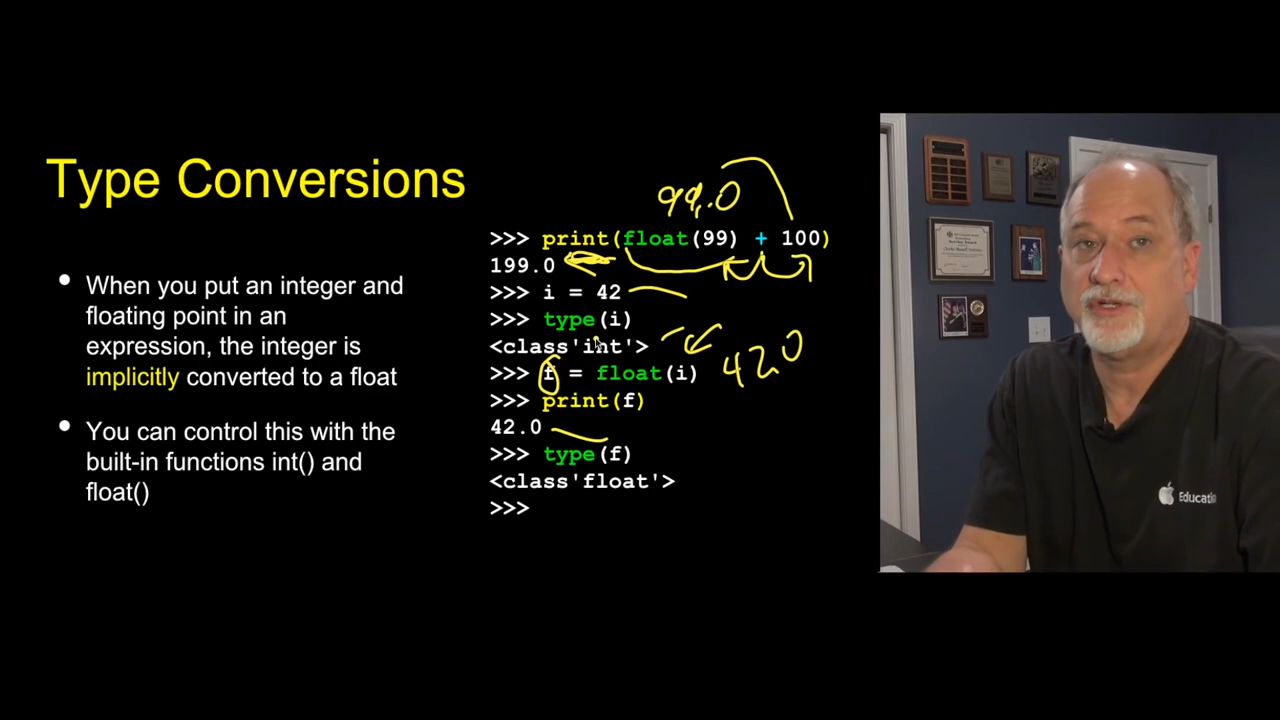 Type Conversions
• When you put an integer and
floating point in an
expression, the integer is
implicitly converted to a float
• You can control this with the
built-in functions int() and
float()
99.0
>>> print(float(99) + 100)
199.0
>>> i = 42
>>> type(i)
<class'int'>
>>> f = float(i)
42.0
>>> print(f)
42.0
>>> type(f)
<class'float'>
>>>
Educatio